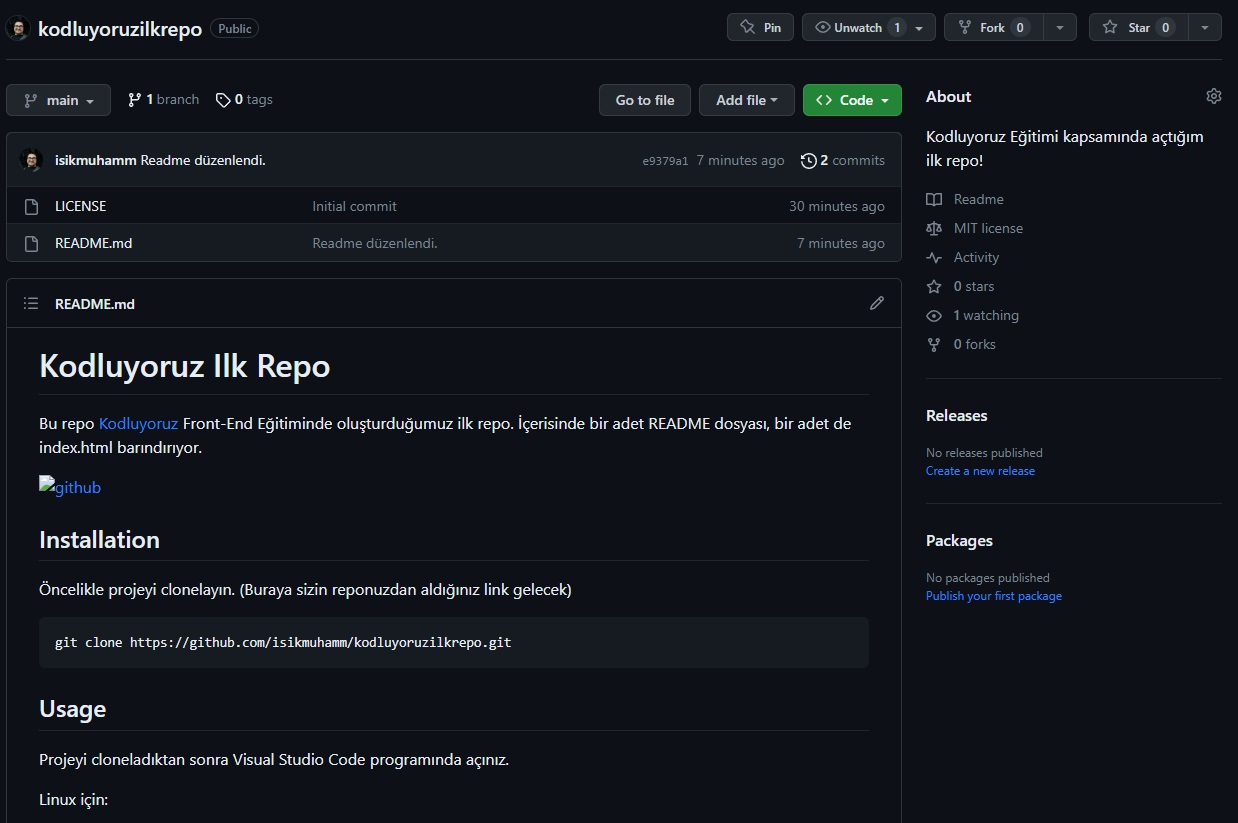 kodluyoruzilkrepo Public Pin Unwatch 1 Fork 0 Star 0
main 1 branch 0 tags Go to file Add file <> Code
isikmuhamm Readme düzenlendi. e9379a1 7 minutes ago 2 commits
LICENSE Initial commit 30 minutes ago
README.md Readme düzenlendi. 7 minutes ago
README.md
Kodluyoruz Ilk Repo
Bu repo Kodluyoruz Front-End Eğitiminde oluşturduğumuz ilk repo. İçerisinde bir adet README dosyası, bir adet de
index.html barındırıyor.
github
Installation
Öncelikle projeyi clonelayın. (Buraya sizin reponuzdan aldığınız link gelecek)
git clone https://github.com/isikmuhamm/kodluyoruzilkrepo.git
Usage
Projeyi cloneladıktan sonra Visual Studio Code programında açınız.
Linux için:
About
Kodluyoruz Eğitimi kapsamında açtığım
ilk repo!
Readme
MIT license
Activity
0 stars
1 watching
0 forks
Releases
No releases published
Create a new release
Packages
No packages published
Publish your first package